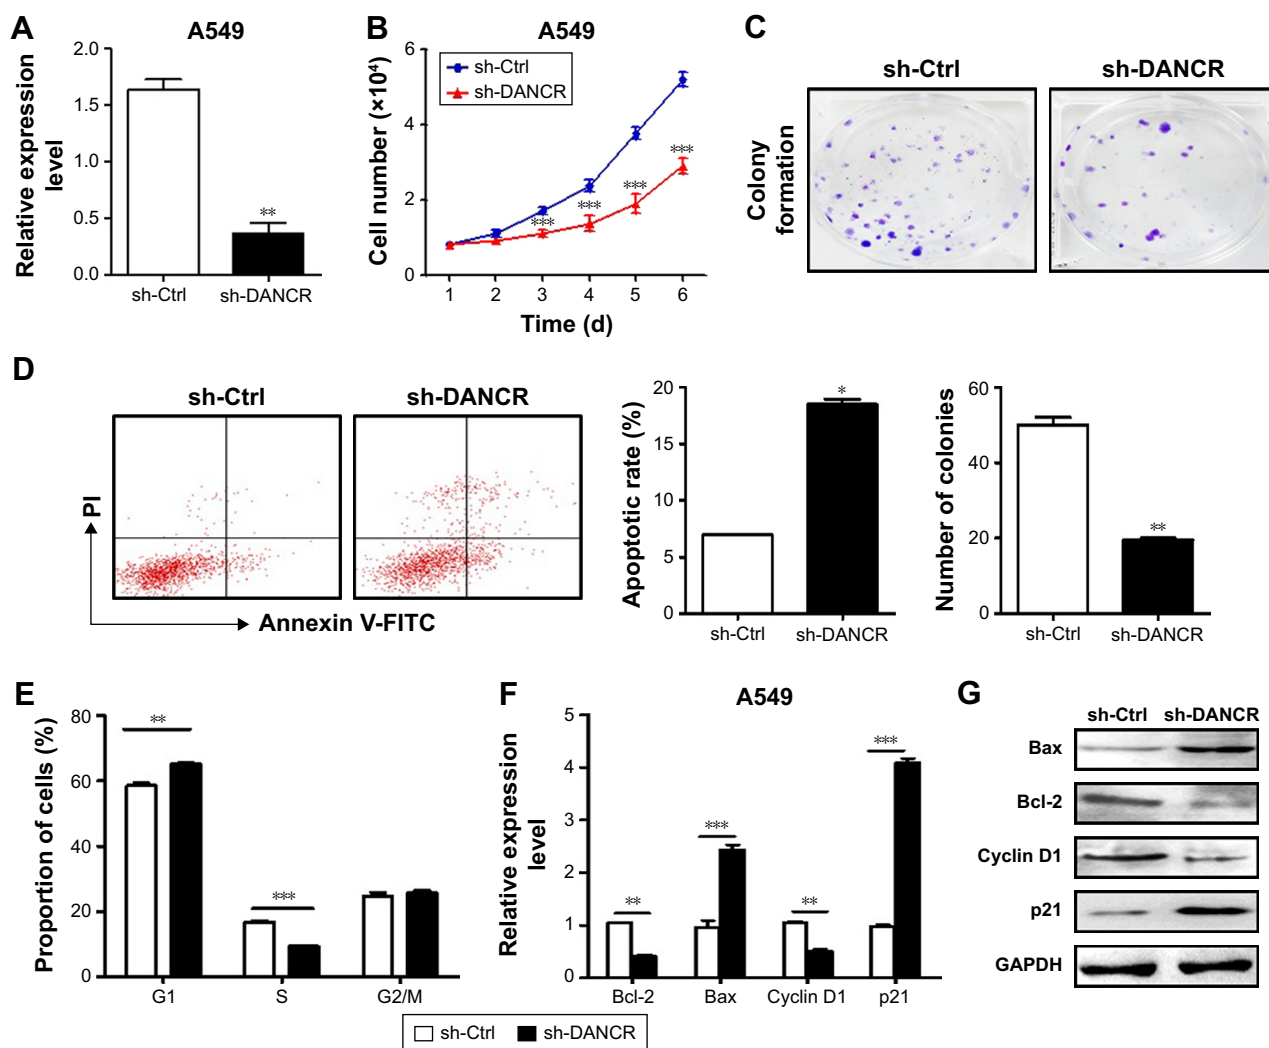 A
A549
Relative expression
level
2.0
1.5
1.0
0.5
0.0
**
sh-Ctrl
sh-DANCR
B
A549
Cell number (×10⁴)
6
4
2
0
sh-Ctrl
sh-DANCR
***
***
***
***
1 2 3 4 5 6
Time (d)
C
sh-Ctrl
sh-DANCR
Colony
formation
D
sh-Ctrl
sh-DANCR
PI
Annexin V-FITC
Apoptotic rate (%)
20
15
10
5
0
*
sh-Ctrl
sh-DANCR
Number of colonies
60
40
20
0
**
sh-Ctrl
sh-DANCR
E
Proportion of cells (%)
80
60
40
20
0
**
***
G1
S
G2/M
F
A549
Relative expression
level
5
4
3
2
1
0
**
***
**
***
Bcl-2
Bax
Cyclin D1
p21
sh-Ctrl
sh-DANCR
G
sh-Ctrl
sh-DANCR
Bax
Bcl-2
Cyclin D1
p21
GAPDH